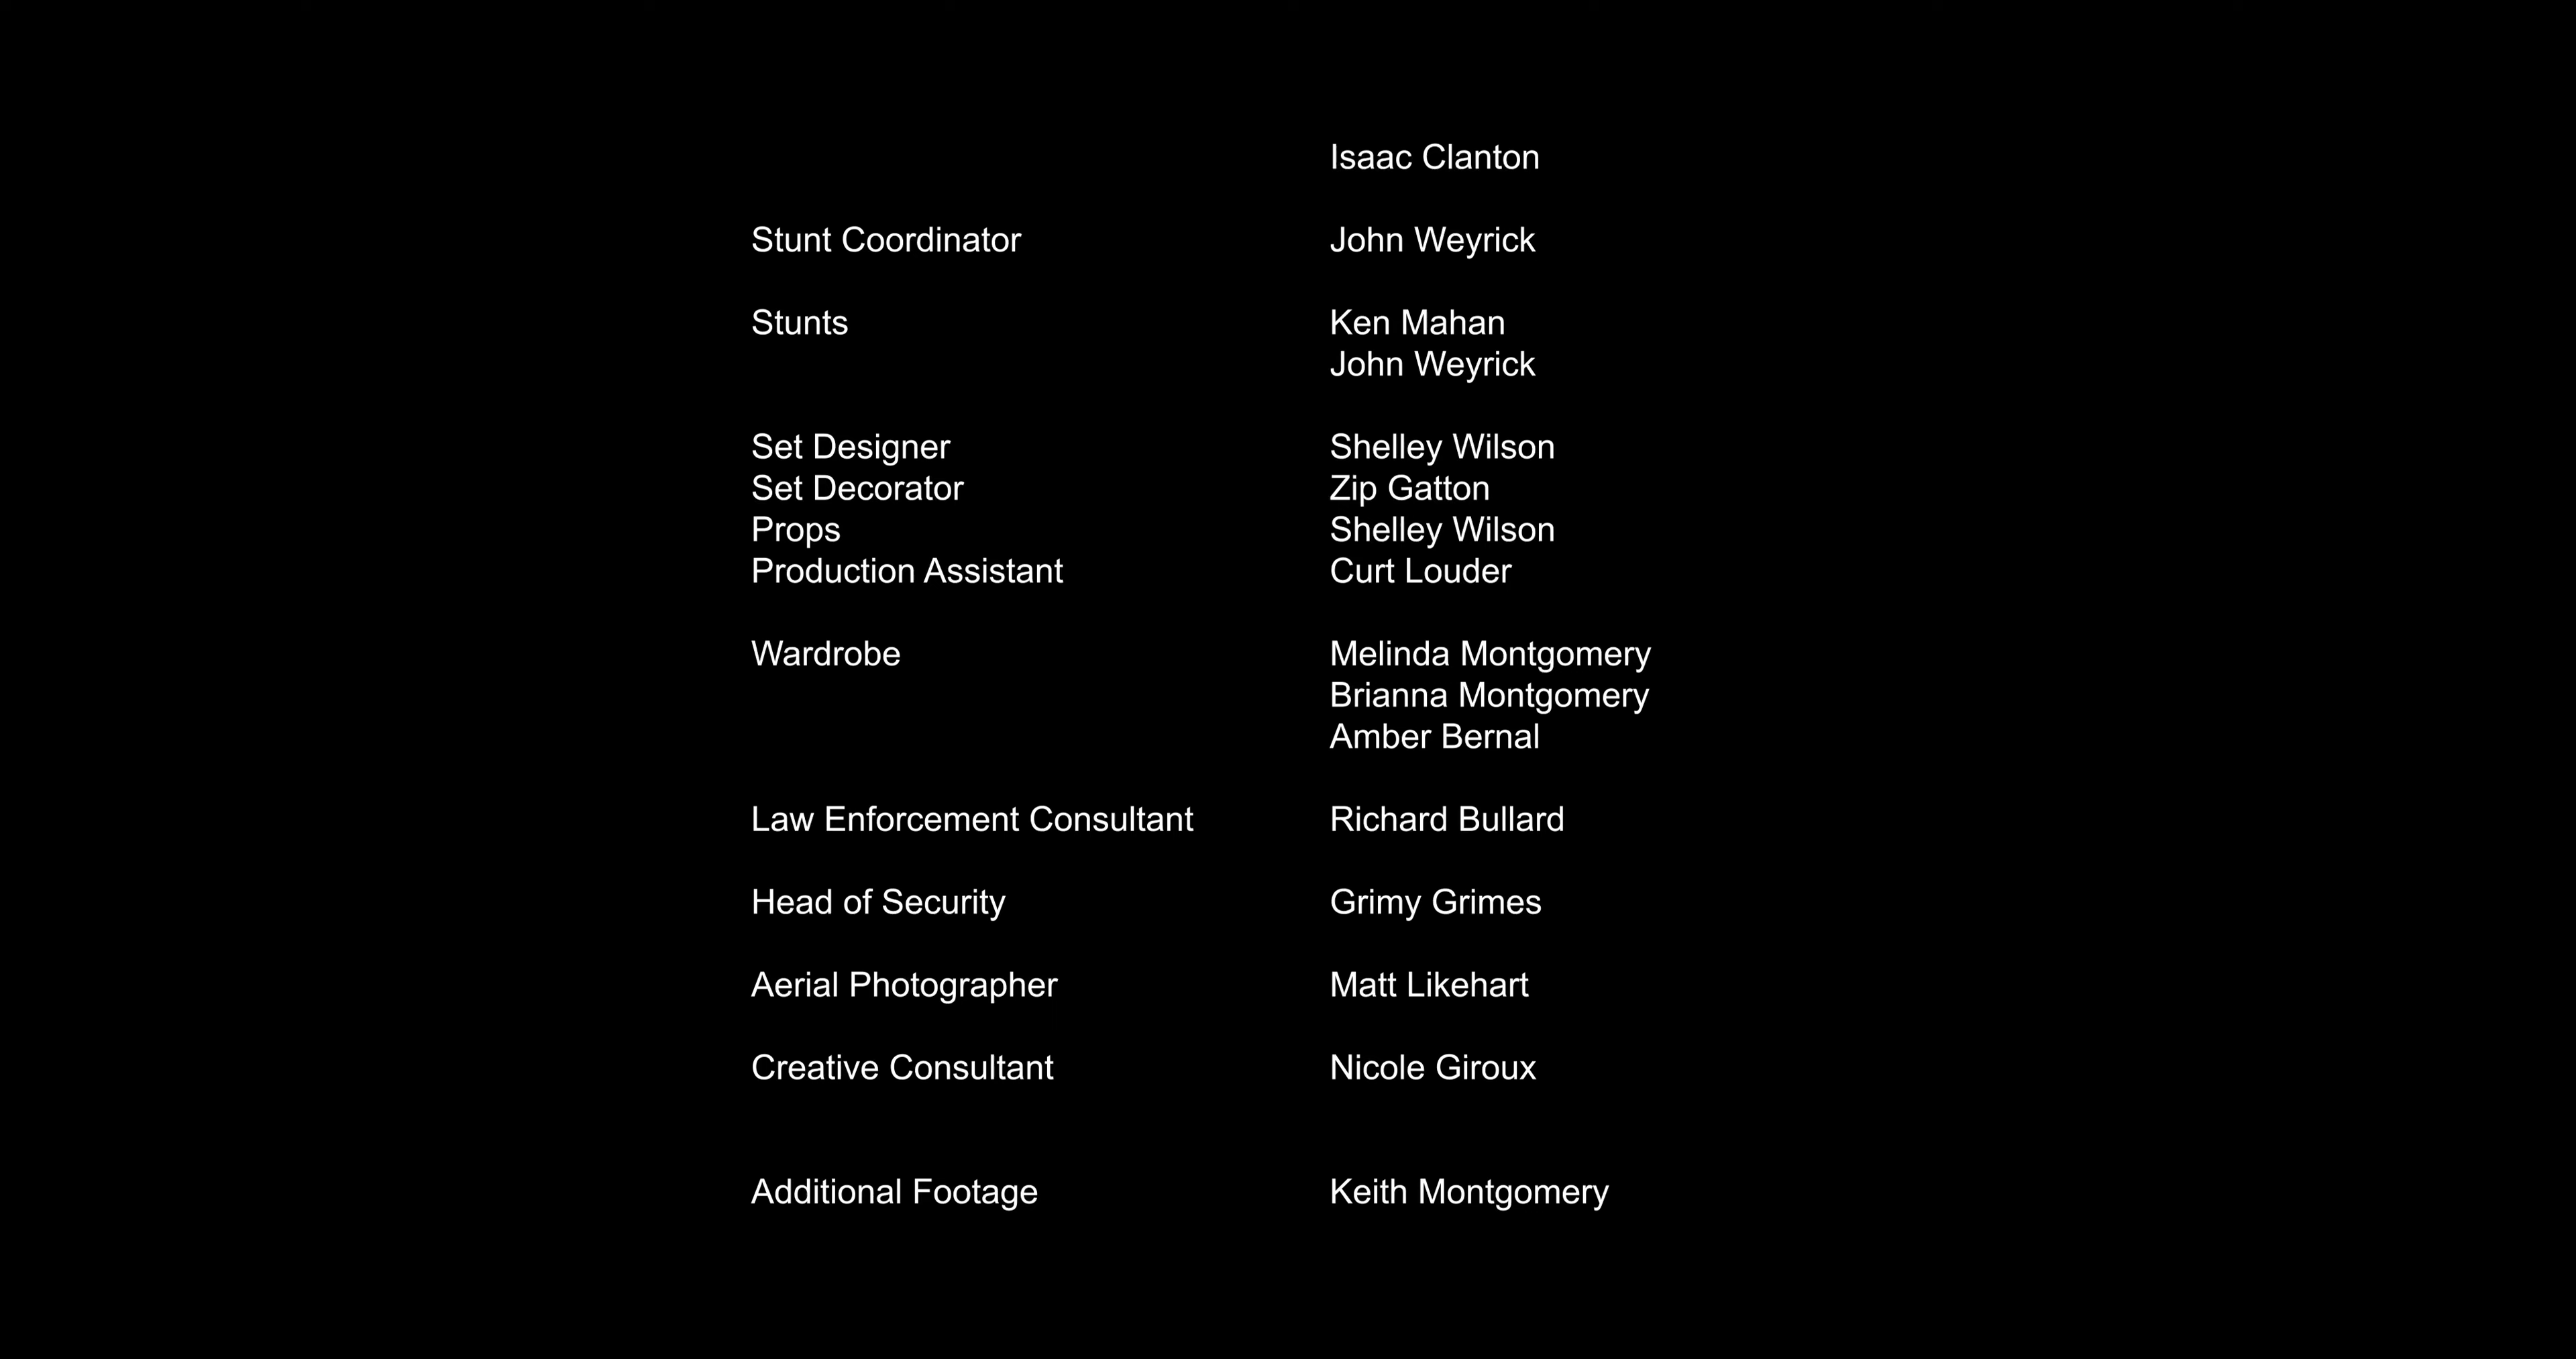 Isaac Clanton
Stunt Coordinator John Weyrick
Stunts Ken Mahan
John Weyrick
Set Designer Shelley Wilson
Set Decorator Zip Gatton
Props Shelley Wilson
Production Assistant Curt Louder
Wardrobe Melinda Montgomery
Brianna Montgomery
Amber Bernal
Law Enforcement Consultant Richard Bullard
Head of Security Grimy Grimes
Aerial Photographer Matt Likehart
Creative Consultant Nicole Giroux
Additional Footage Keith Montgomery